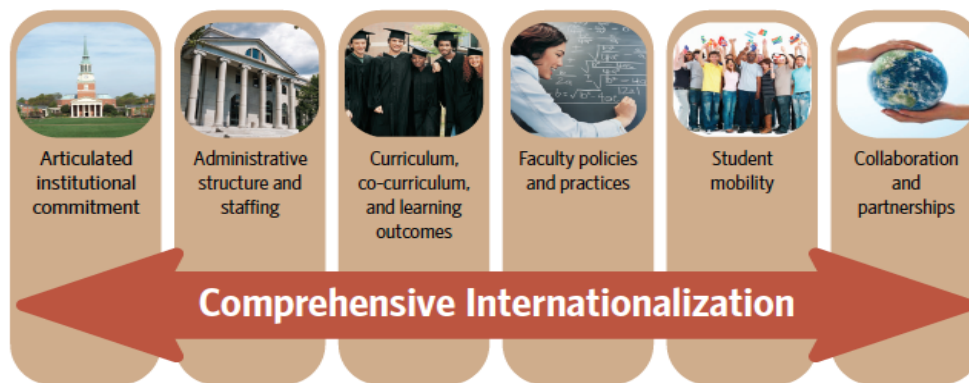 Articulated
institutional
commitment
Administrative
structure and
staffing
Curriculum,
co-curriculum,
and learning
outcomes
Faculty policies
and practices
Student
mobility
Collaboration
and
partnerships
Comprehensive Internationalization